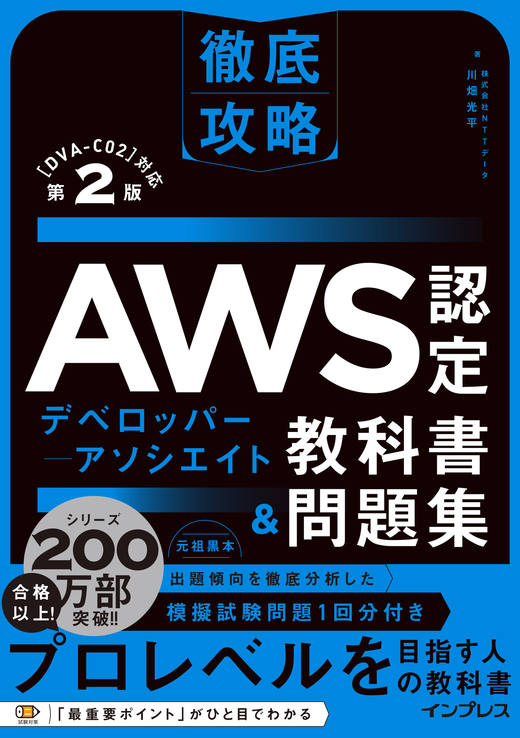 徹底
攻略
著
株式会社NTTデータ
川畑光平
[DVA-C02]対応
第2版
AWS認定
デベロッパー
―アソシエイト
教科書
&問題集
シリーズ
200
万部
突破!!
元祖黒本
出題傾向を徹底分析した
模擬試験問題1回分付き
合格
以上!
プロレベルを目指す人
の教科書
試験対策
「最重要ポイント」がひと目でわかる
インプレス